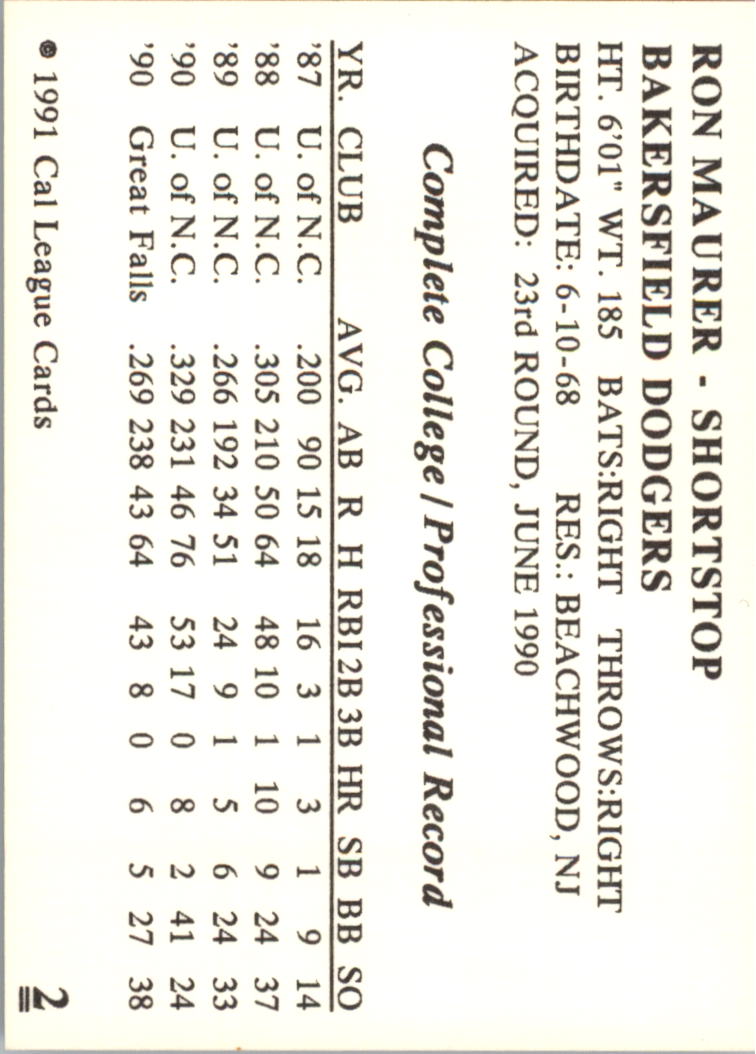 RON MAURER - SHORTSTOP
BAKERSFIELD DODGERS
HT. 6'01" WT. 185 BATS:RIGHT THROWS:RIGHT
BIRTHDATE: 6-10-68 RES.: BEACHWOOD, NJ
ACQUIRED: 23rd ROUND, JUNE 1990
Complete College / Professional Record
YR. CLUB AVG. AB R H RBI 2B 3B HR SB BB SO
'87 U. of N.C. .200 90 15 18 16 3 1 3 1 9 14
'88 U. of N.C. .305 210 50 64 48 10 1 10 9 24 37
'89 U. of N.C. .266 192 34 51 24 9 1 5 6 24 33
'90 U. of N.C. .329 231 46 76 53 17 0 8 2 41 24
'90 Great Falls .269 238 43 64 43 8 0 6 5 27 38
© 1991 Cal League Cards 2